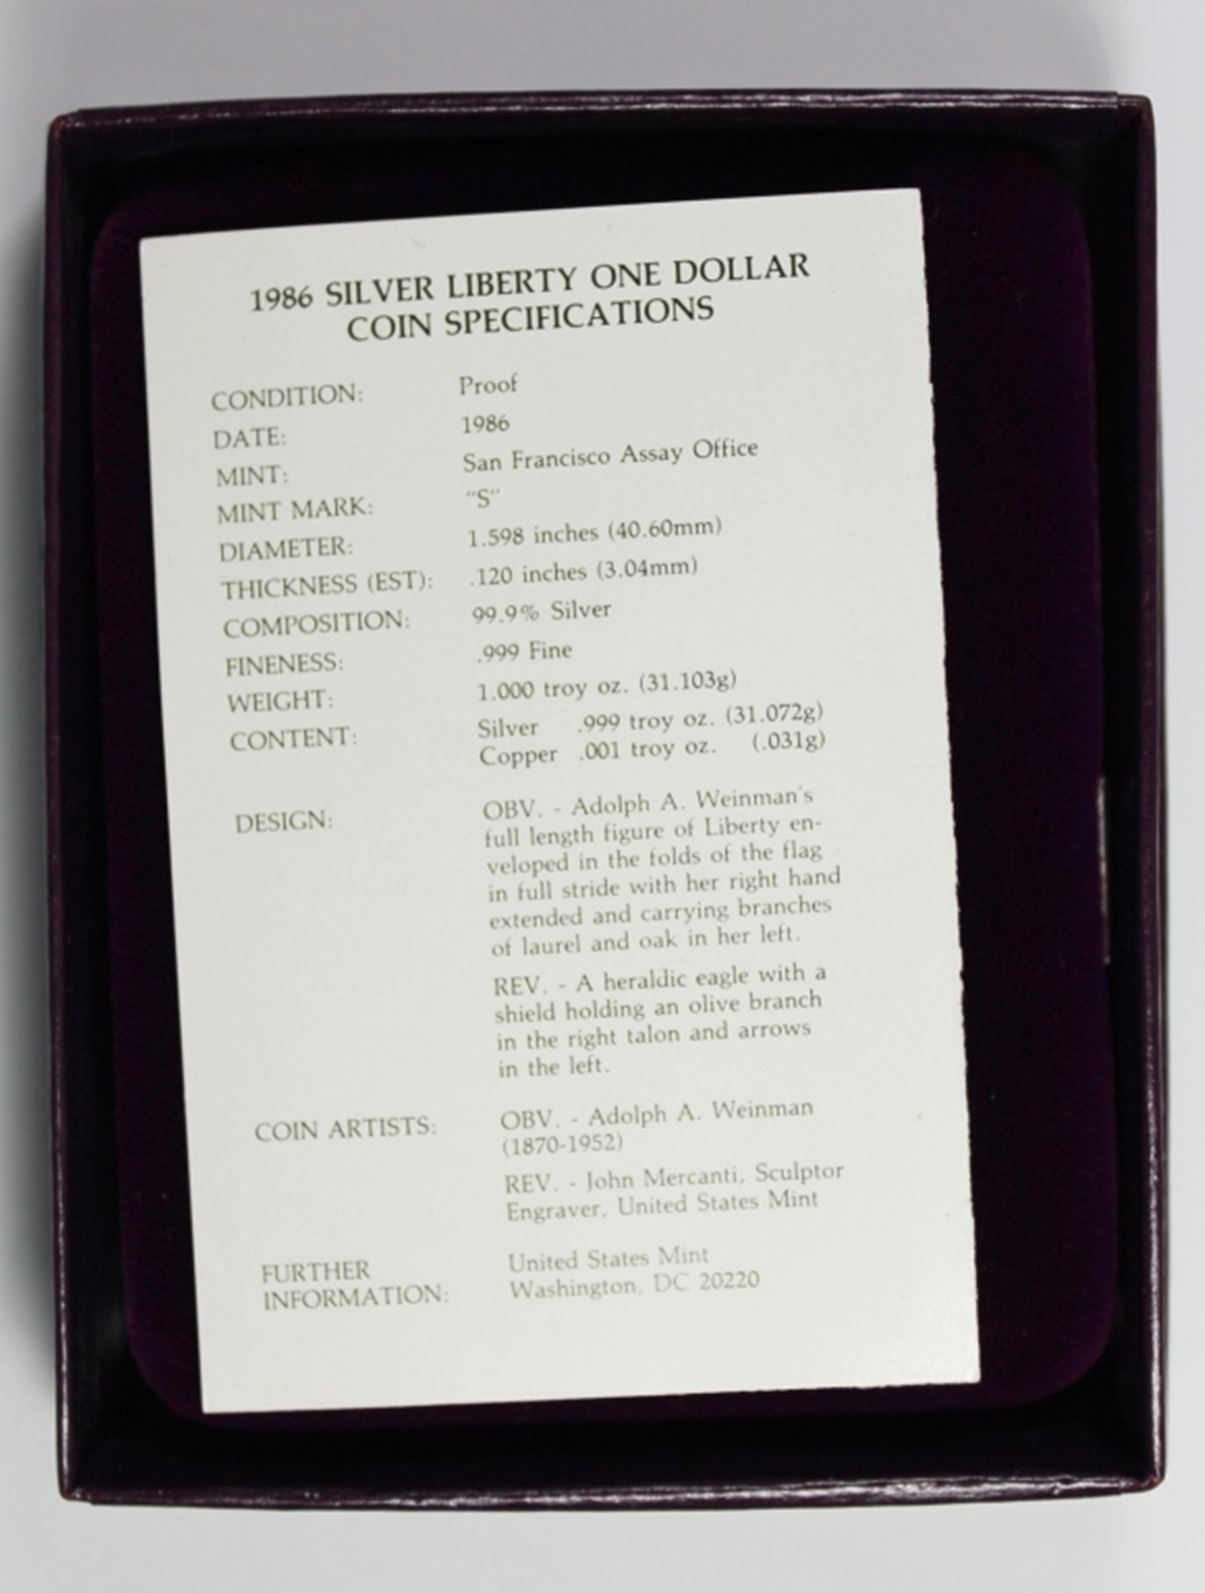 1986 SILVER LIBERTY ONE DOLLAR
COIN SPECIFICATIONS
CONDITION: Proof
DATE: 1986
MINT: San Francisco Assay Office
MINT MARK: "S"
DIAMETER: 1.598 inches (40.60mm)
THICKNESS (EST): .120 inches (3.04mm)
COMPOSITION: 99.9% Silver
FINENESS: .999 Fine
WEIGHT: 1.000 troy oz. (31.103g)
CONTENT: Silver .999 troy oz. (31.072g)
Copper .001 troy oz. (.031g)
DESIGN: OBV. - Adolph A. Weinman's
full length figure of Liberty en-
veloped in the folds of the flag
in full stride with her right hand
extended and carrying branches
of laurel and oak in her left.
REV. - A heraldic eagle with a
shield holding an olive branch
in the right talon and arrows
in the left.
COIN ARTISTS: OBV. - Adolph A. Weinman
(1870-1952)
REV. - John Mercanti, Sculptor
Engraver, United States Mint
FURTHER United States Mint
INFORMATION: Washington, DC 20220